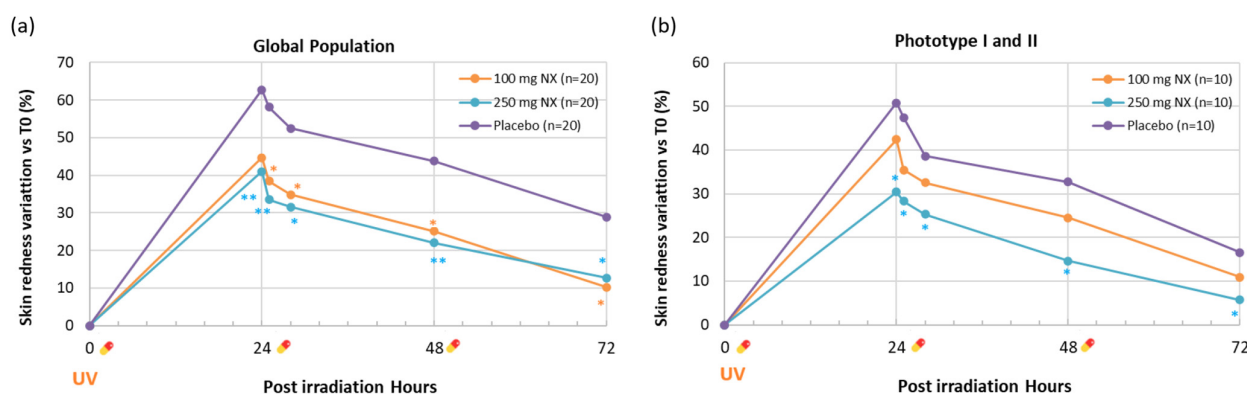 (a)
Global Population
Skin redness variation vs T0 (%)
70
60
50
40
30
20
10
0
100 mg NX (n=20)
250 mg NX (n=20)
Placebo (n=20)
*
*
**
**
*
*
**
*
*
0
24
48
72
UV
Post irradiation Hours
(b)
Phototype I and II
Skin redness variation vs T0 (%)
60
50
40
30
20
10
0
100 mg NX (n=10)
250 mg NX (n=10)
Placebo (n=10)
*
*
*
*
*
0
24
48
72
UV
Post irradiation Hours